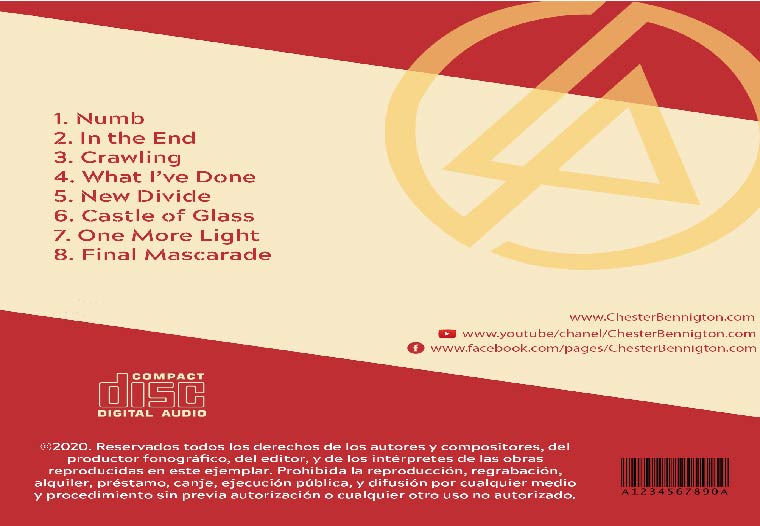 1. Numb
2. In the End
3. Crawling
4. What I've Done
5. New Divide
6. Castle of Glass
7. One More Light
8. Final Mascarade
www.ChesterBennigton.com
www.youtube/chanel/ChesterBennigton.com
www.facebook.com/pages/ChesterBennigton.com
COMPACT
disc
DIGITAL AUDIO
©2020. Reservados todos los derechos de los autores y compositores, del
productor fonográfico, del editor, y de los intérpretes de las obras
reproducidas en este ejemplar. Prohibida la reproducción, regrabación,
alquiler, préstamo, canje, ejecución pública, y difusión por cualquier medio
y procedimiento sin previa autorización o cualquier otro uso no autorizado.
A1234567890A